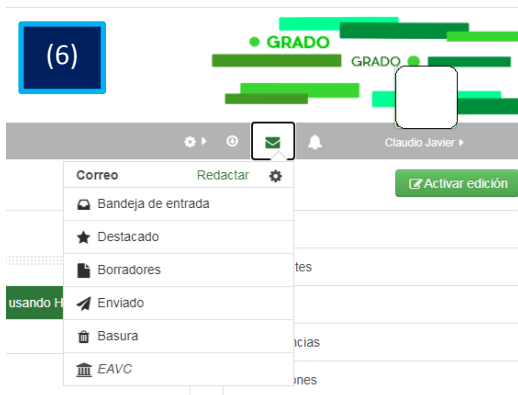 (6)
GRADO
GRADO
Claudio Javier
Correo Redactar
Activar edición
Bandeja de entrada
Destacado
tes
Borradores
usando H
Enviado
Basura
ncias
EAVC
ones